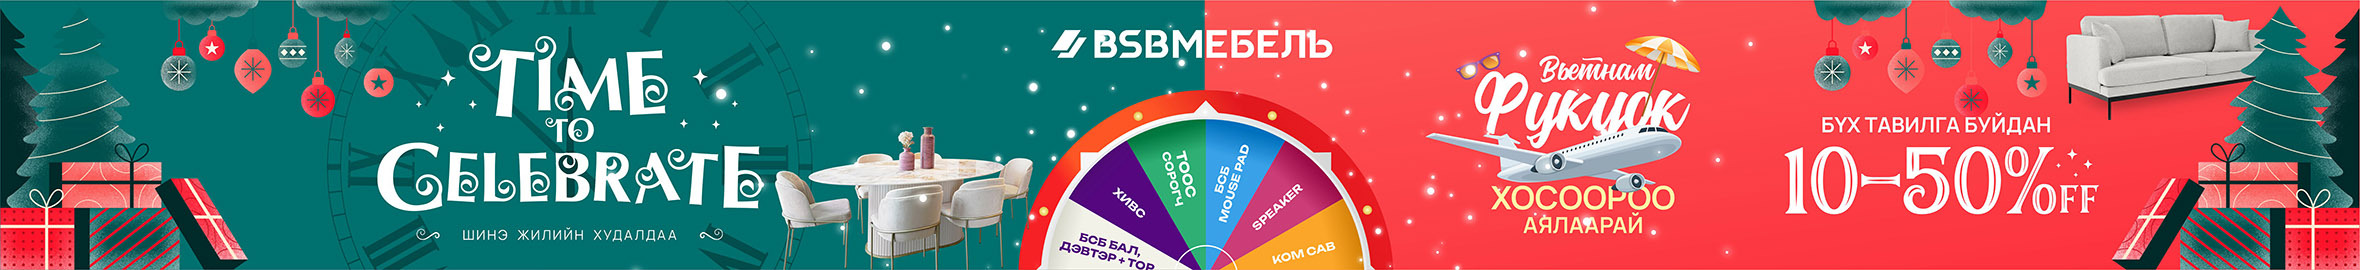 TIME
TO
CELEBRATE
ШИНЭ ЖИЛИЙН ХУДАЛДАА
BSBМЕБЕЛЬ
БСБ БАЛ,
ДЭВТЭР + ТОР
ХИВС
ТООС
СОРОГЧ
БСБ
MOUSE PAD
SPEAKER
КОМ САВ
Вьетнам
Фукуок
ХОСООРОО
АЯЛААРАЙ
БҮХ ТАВИЛГА БУЙДАН
10-50% OFF